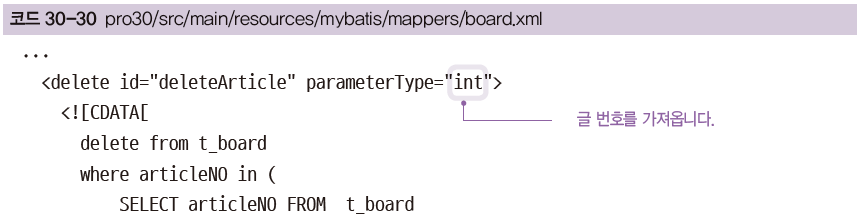 코드 30-30 pro30/src/main/resources/mybatis/mappers/board.xml
...
<delete id="deleteArticle" parameterType="int">
<![CDATA[
글 번호를 가져옵니다.
delete from t_board
where articleNO in (
SELECT articleNO FROM t_board